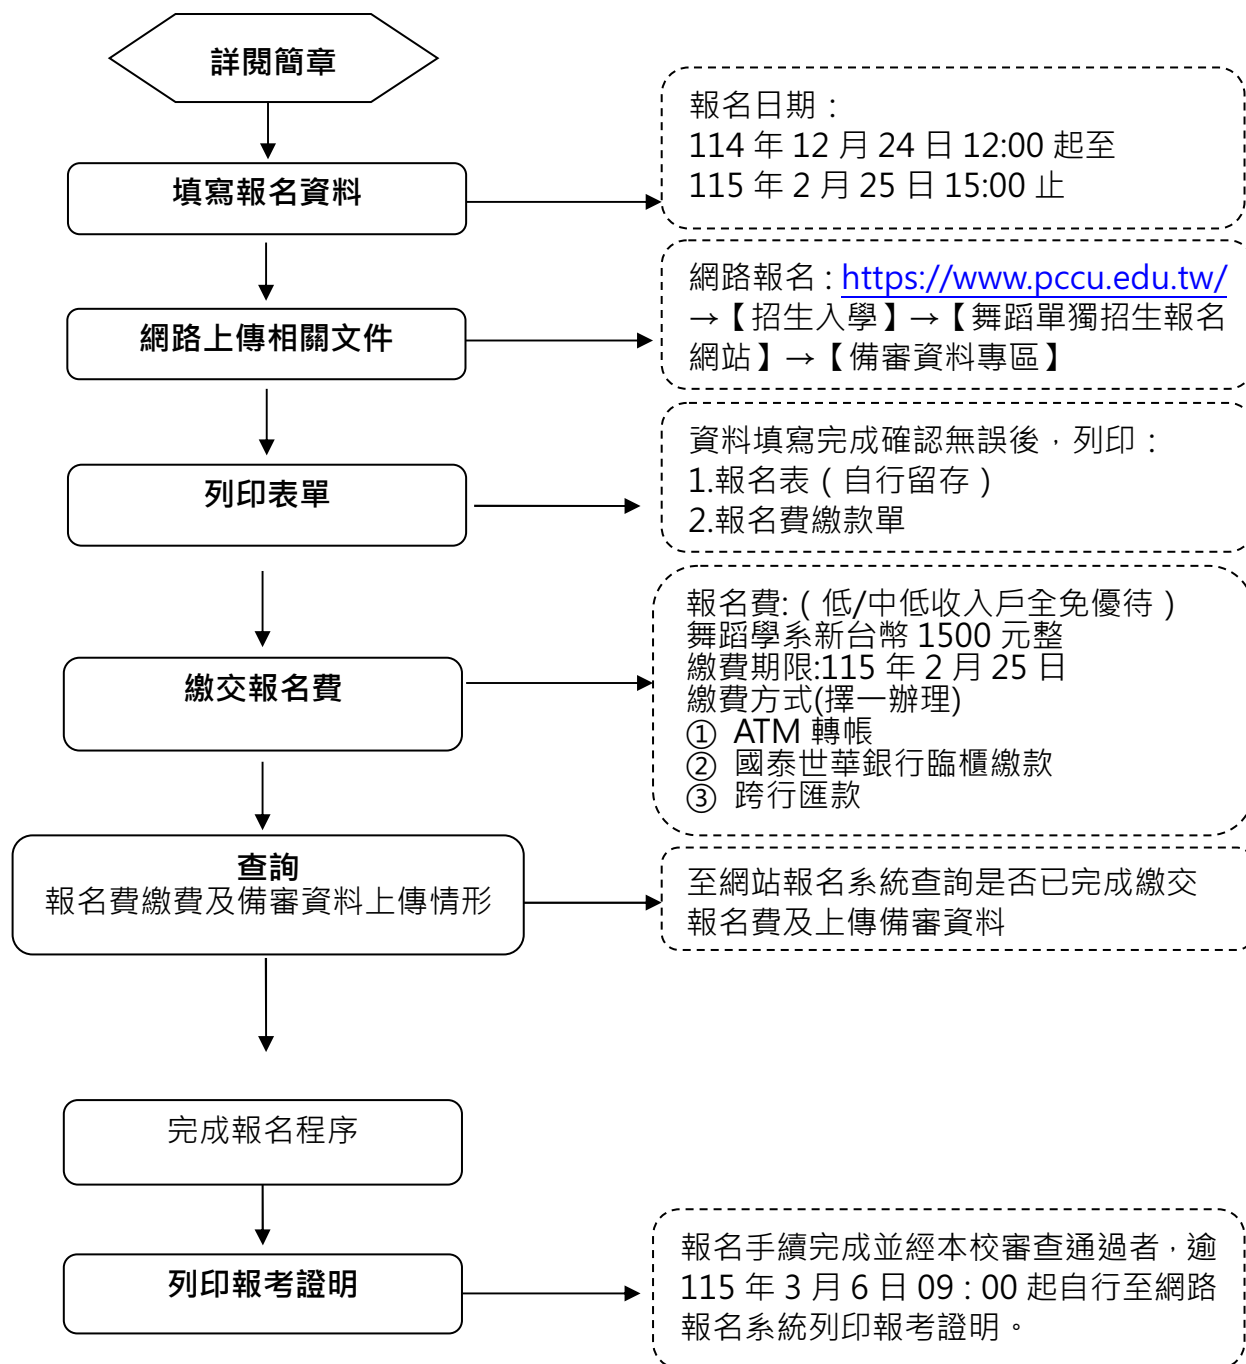 詳閱簡章
填寫報名資料
報名日期：
114 年 12 月 24 日 12:00 起至
115 年 2 月 25 日 15:00 止
網路上傳相關文件
網路報名：https://www.pccu.edu.tw/
→【招生入學】→【舞蹈單獨招生報名
網站】→【備審資料專區】
列印表單
資料填寫完成確認無誤後，列印：
1.報名表（自行留存）
2.報名費繳款單
繳交報名費
報名費:（低/中低收入戶全免優待）
舞蹈學系新台幣 1500 元整
繳費期限:115 年 2 月 25 日
繳費方式(擇一辦理)
① ATM 轉帳
② 國泰世華銀行臨櫃繳款
③ 跨行匯款
查詢
報名費繳費及備審資料上傳情形
至網站報名系統查詢是否已完成繳交
報名費及上傳備審資料
完成報名程序
列印報考證明
報名手續完成並經本校審查通過者，逾
115 年 3 月 6 日 09：00 起自行至網路
報名系統列印報考證明。